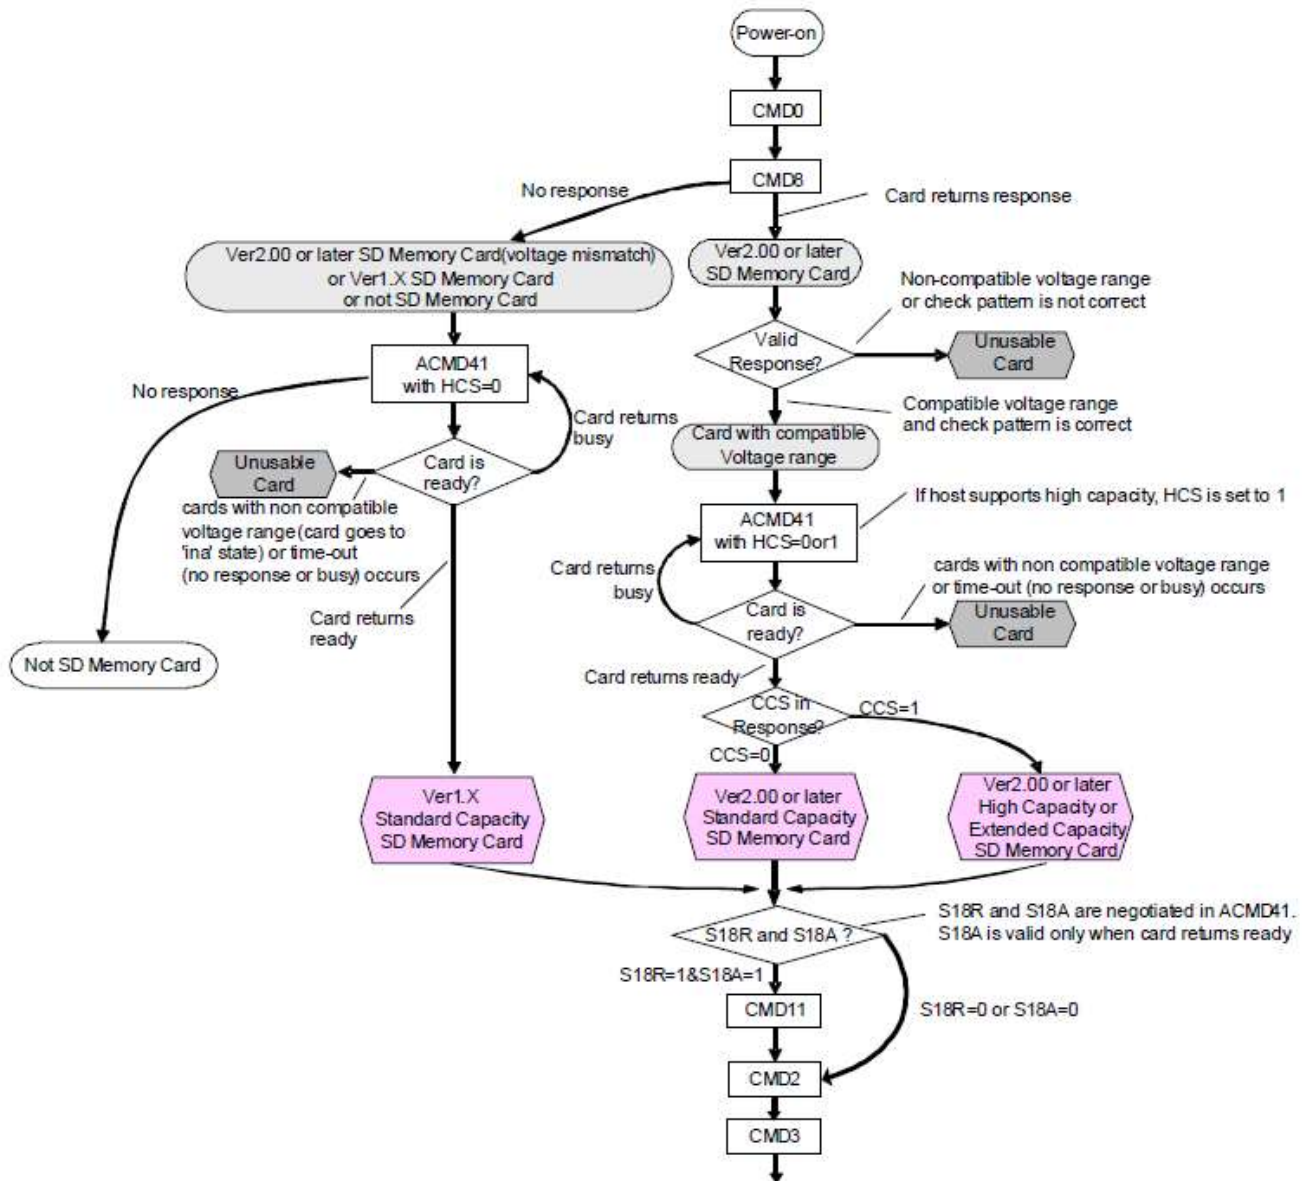 Power-on
CMD0
CMD8
No response
Card returns response
Ver2.00 or later SD Memory Card(voltage mismatch)
or Ver1.X SD Memory Card
or not SD Memory Card
Ver2.00 or later
SD Memory Card
Non-compatible voltage range
or check pattern is not correct
Valid
Response?
Unusable
Card
ACMD41
with HCS=0
No response
Card returns
busy
Compatible voltage range
and check pattern is correct
Card with compatible
Voltage range
Card is
ready?
Unusable
Card
cards with non compatible
voltage range (card goes to
'ina' state) or time-out
(no response or busy) occurs
If host supports high capacity, HCS is set to 1
ACMD41
with HCS=0or1
Card returns
busy
cards with non compatible voltage range
or time-out (no response or busy) occurs
Card is
ready?
Unusable
Card
Card returns
ready
Not SD Memory Card
Card returns ready
CCS in
Response?
CCS=1
CCS=0
Ver1.X
Standard Capacity
SD Memory Card
Ver2.00 or later
Standard Capacity
SD Memory Card
Ver2.00 or later
High Capacity or
Extended Capacity
SD Memory Card
S18R and S18A are negotiated in ACMD41.
S18A is valid only when card returns ready
S18R and S18A ?
S18R=1&S18A=1
CMD11
S18R=0 or S18A=0
CMD2
CMD3